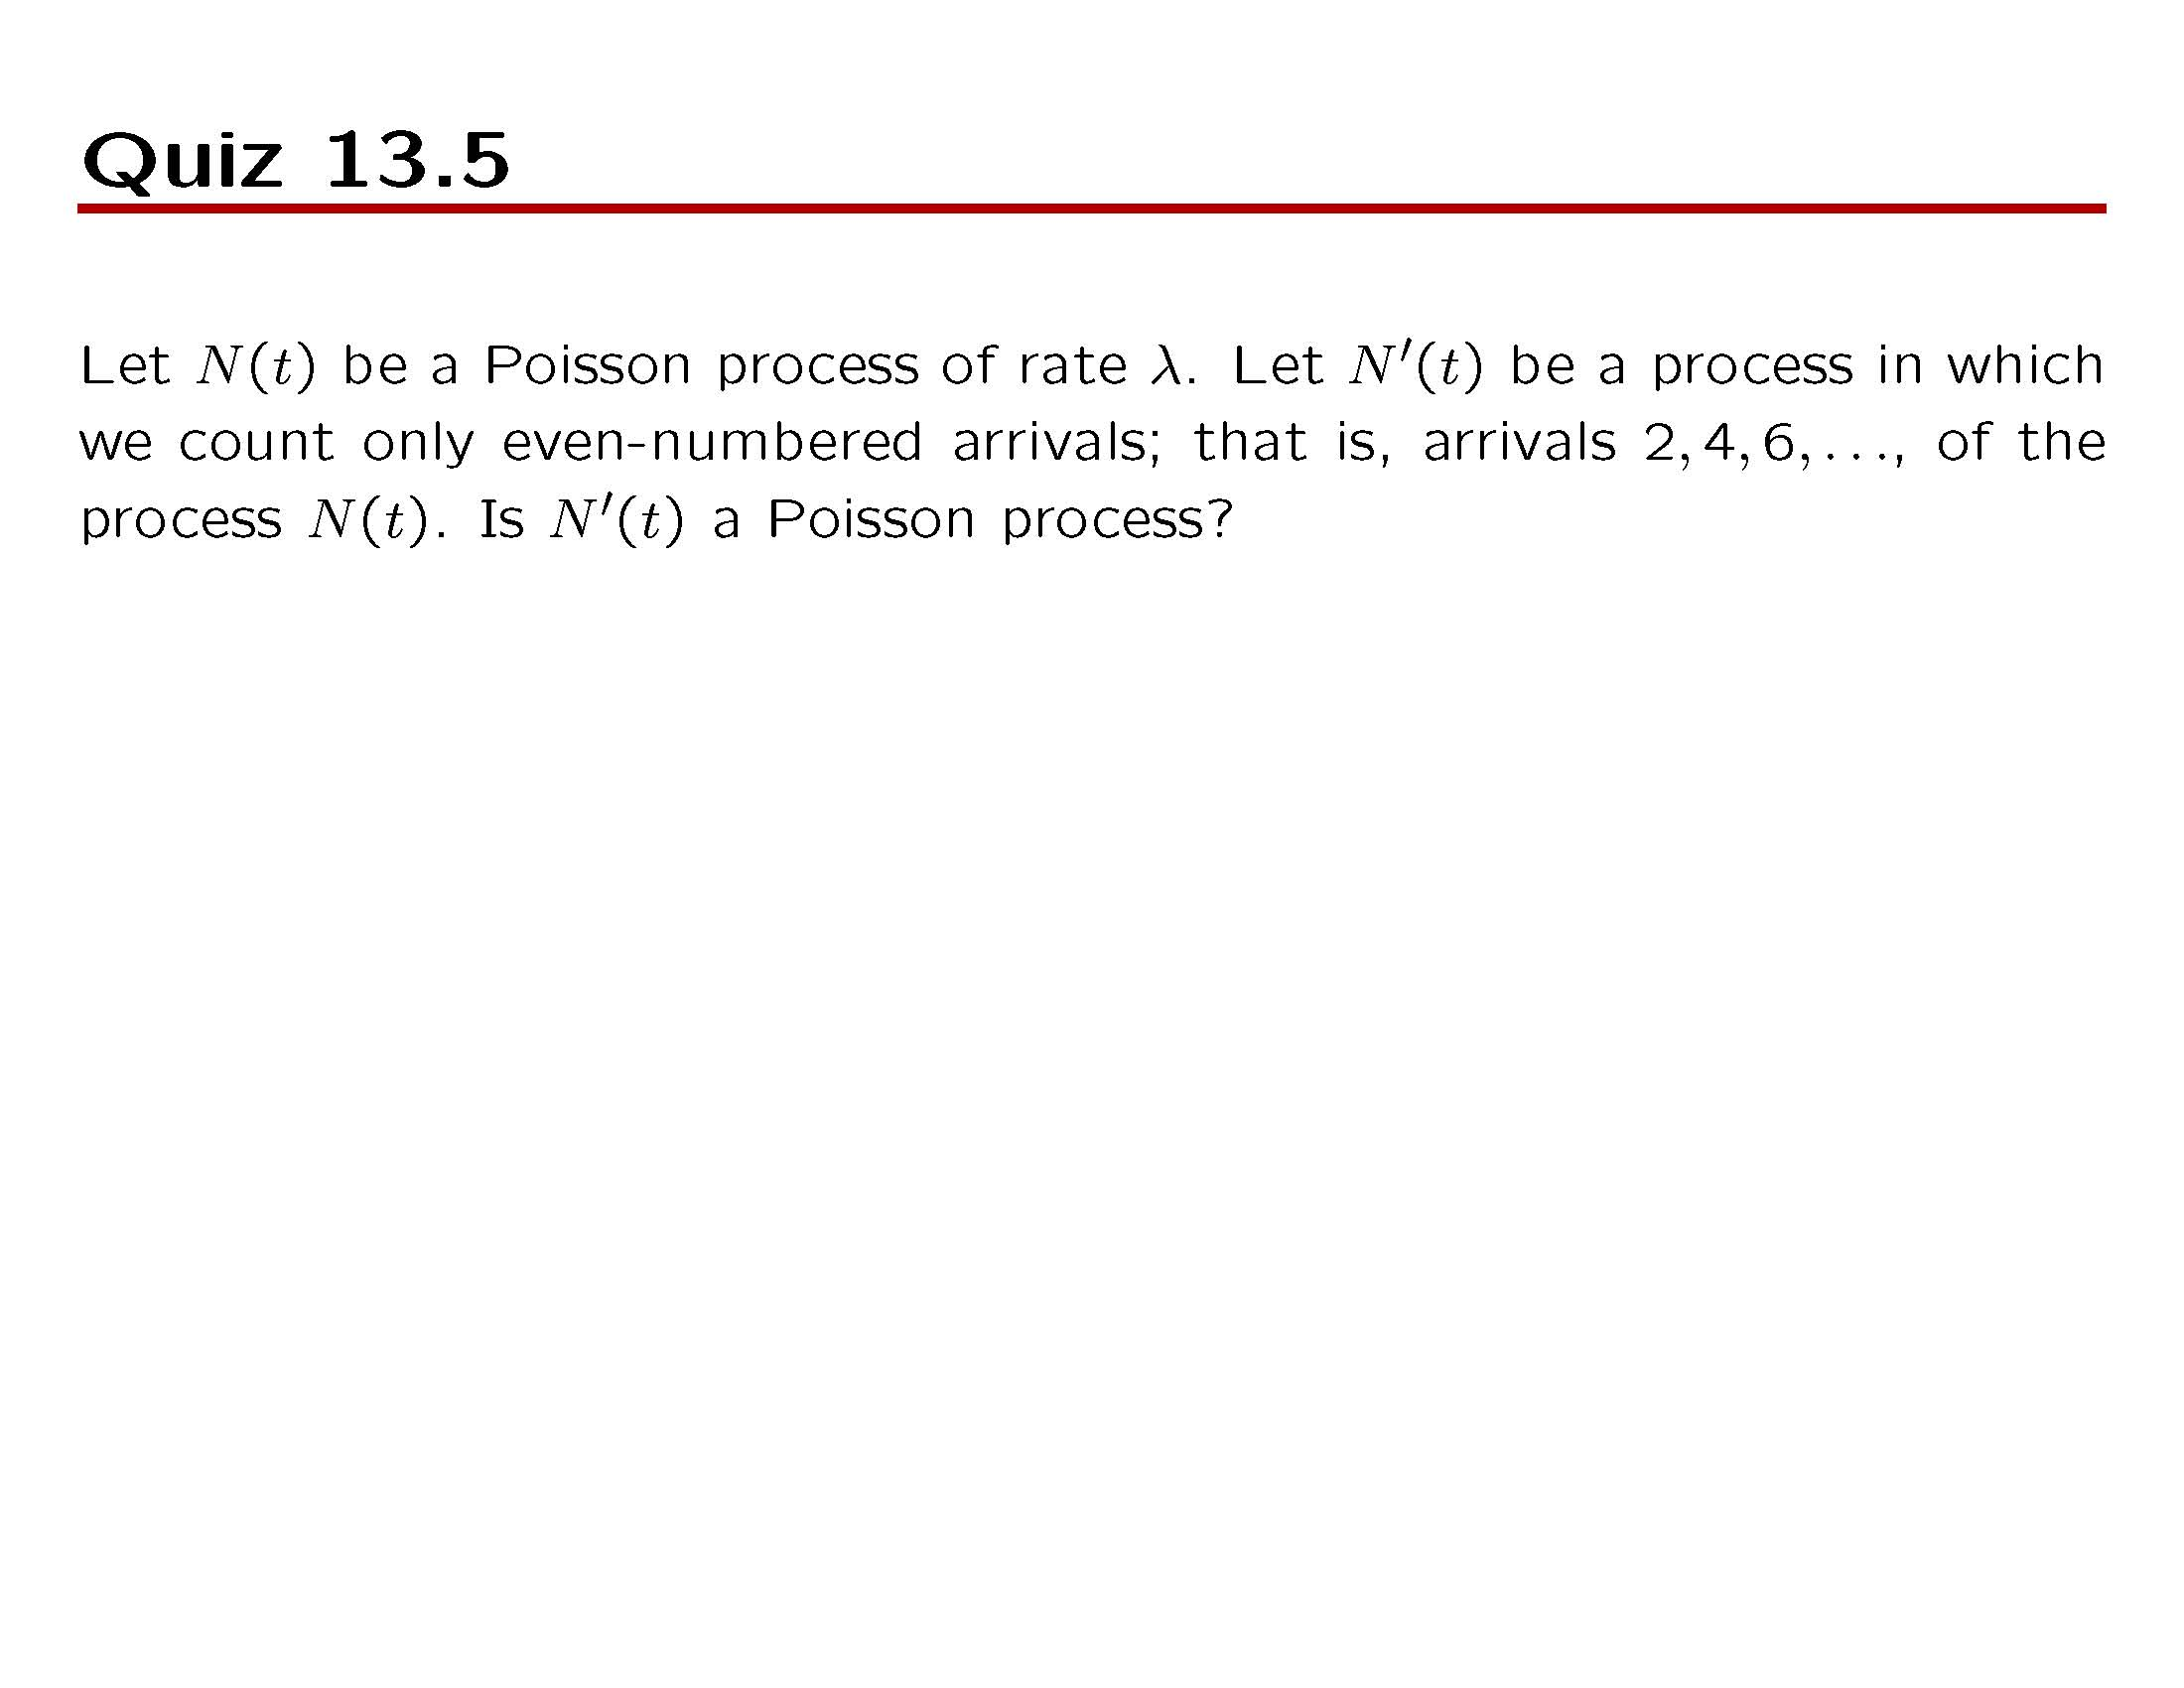 Quiz 13.5
Let N(t) be a Poisson process of rate λ. Let N′(t) be a process in which
we count only even-numbered arrivals; that is, arrivals 2, 4, 6, . . ., of the
process N(t). Is N′(t) a Poisson process?